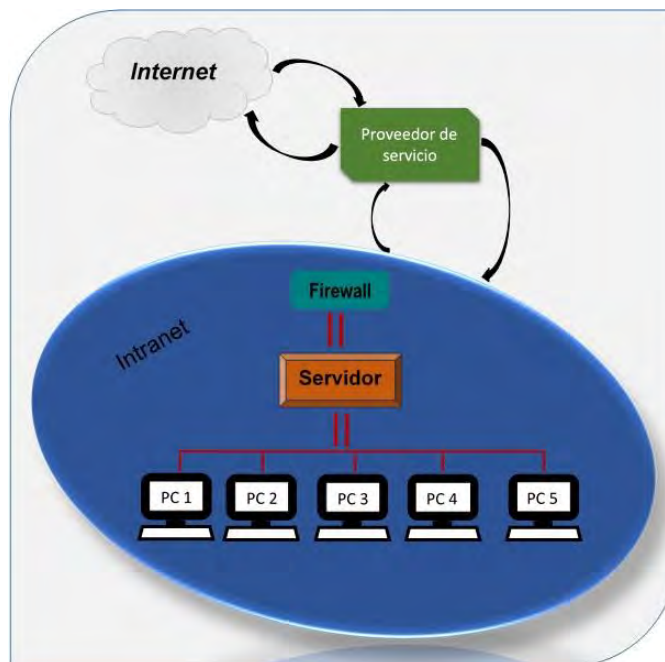 Internet
Proveedor de
servicio
Firewall
Intranet
Servidor
PC 1
PC 2
PC 3
PC 4
PC 5